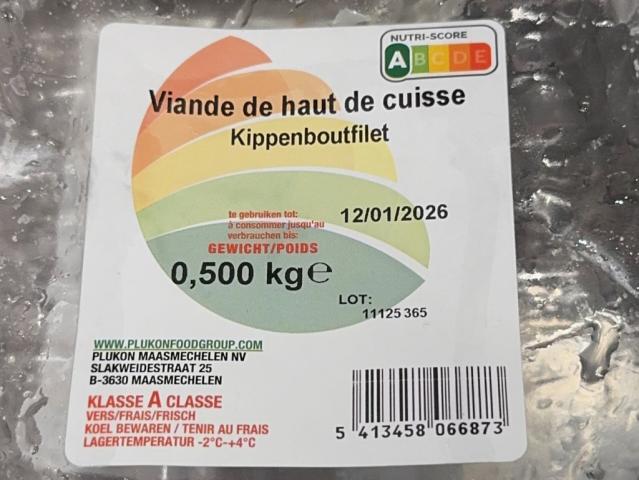 NUTRI-SCORE
A B C D E
Viande de haut de cuisse
Kippenboutfilet
te gebruiken tot:
à consommer jusqu'au
verbrauchen bis:
12/01/2026
GEWICHT/POIDS
0,500 kg e
LOT:
11125 365
WWW.PLUKONFOODGROUP.COM
PLUKON MAASMECHELEN NV
SLAKWEIDESTRAAT 25
B-3630 MAASMECHELEN
KLASSE A CLASSE
VERS/FRAIS/FRISCH
KOEL BEWAREN / TENIR AU FRAIS
LAGERTEMPERATUR -2°C-+4°C
5 413458 066873